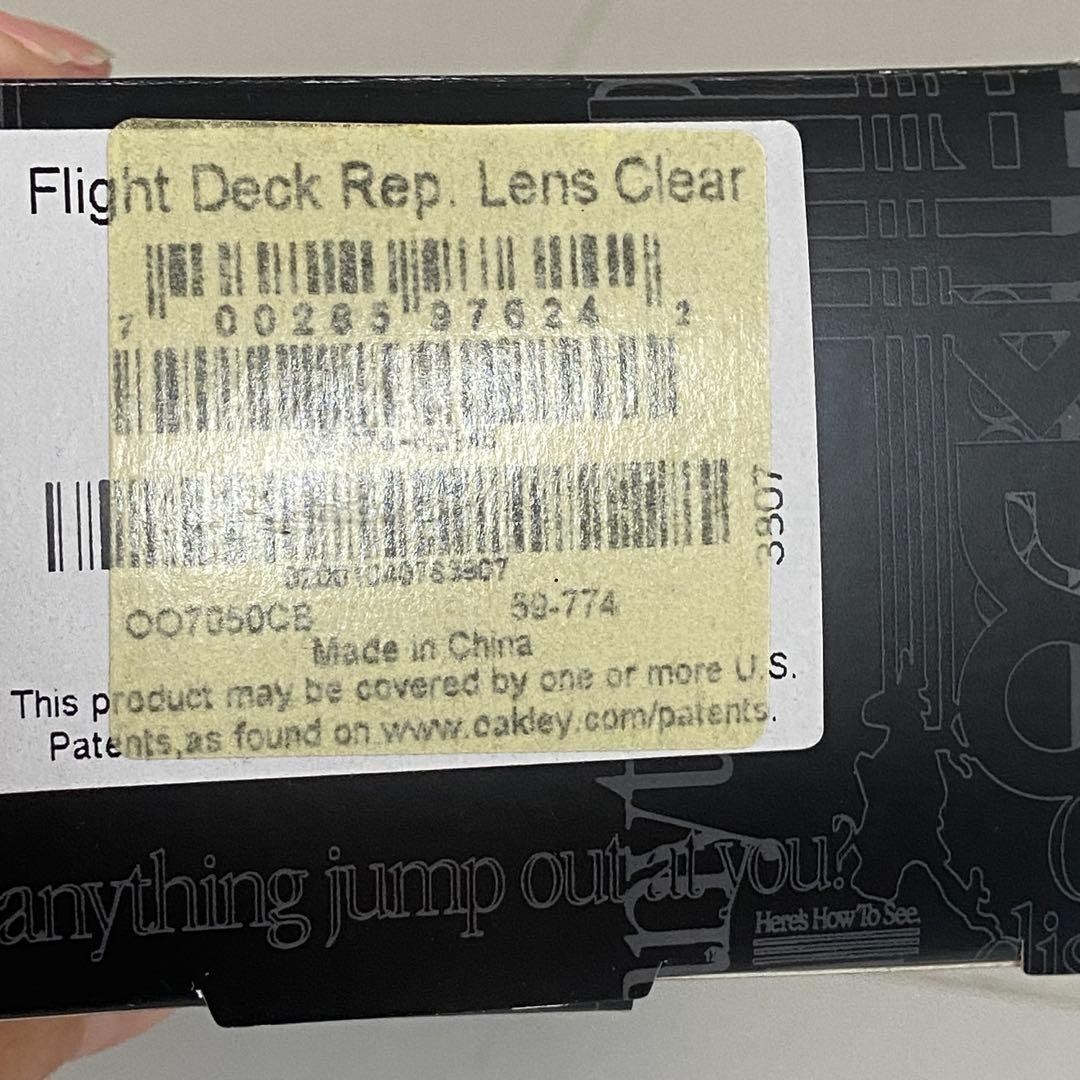 Flight Deck Rep. Lens Clear
7 00285 97624 2
3307
OO7050CB 59-774
Made in China
This product may be covered by one or more U.S.
Patents,as found on www.oakley.com/patents.
anything jump out at you?
Here's How To See.